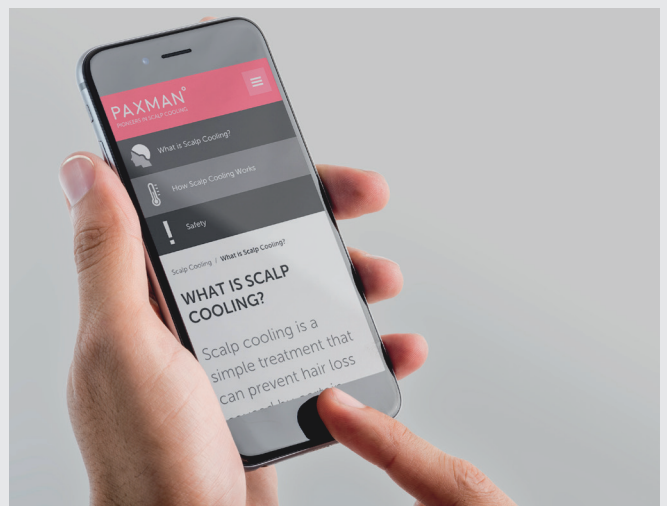 PAXMAN
PIONEERS IN SCALP COOLING
What is Scalp Cooling?
How Scalp Cooling Works
Safety
Scalp Cooling / What is Scalp Cooling?
WHAT IS SCALP
COOLING?
Scalp cooling is a
simple treatment that
can prevent hair loss